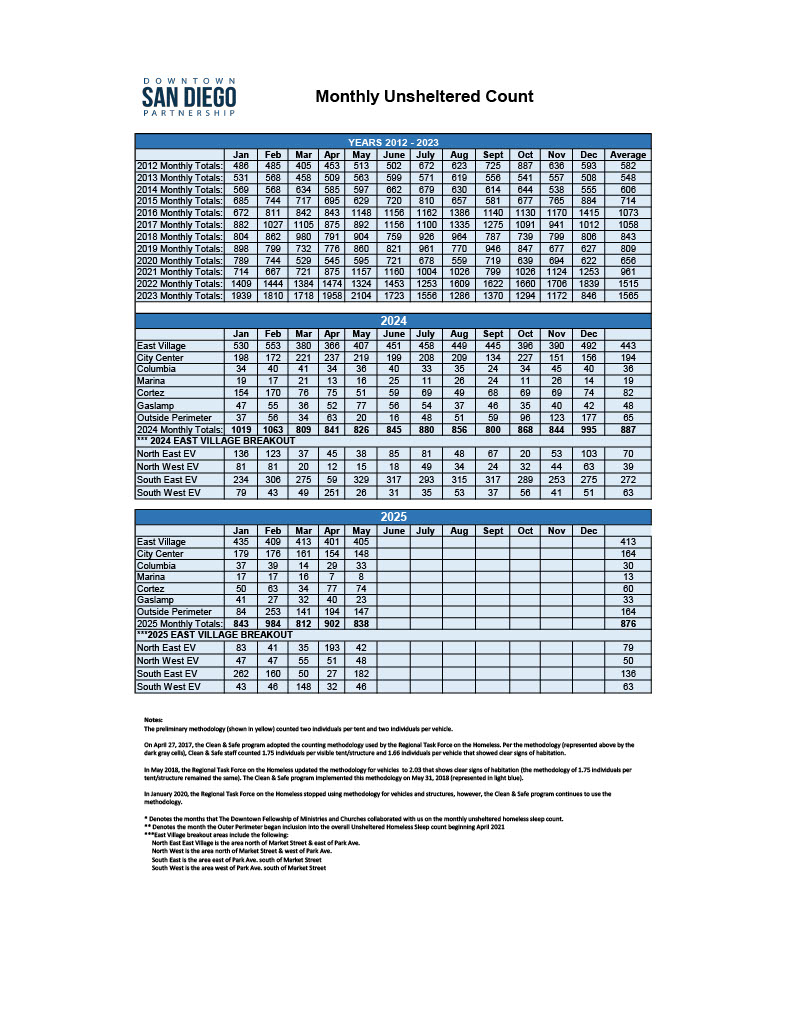 DOWNTOWN
SAN DIEGO
PARTNERSHIP
Monthly Unsheltered Count
YEARS 2012 - 2023
Jan Feb Mar Apr May June July Aug Sept Oct Nov Dec Average
2012 Monthly Totals: 486 485 405 453 513 502 672 623 725 887 636 593 582
2013 Monthly Totals: 531 568 458 509 563 599 571 619 556 541 557 508 548
2014 Monthly Totals: 569 568 634 585 597 662 679 630 614 644 538 555 606
2015 Monthly Totals: 685 744 717 695 629 720 810 657 581 677 765 884 714
2016 Monthly Totals: 672 811 842 843 1148 1156 1162 1386 1140 1130 1170 1415 1073
2017 Monthly Totals: 882 1027 1105 875 892 1156 1100 1335 1275 1091 941 1012 1058
2018 Monthly Totals: 804 862 980 791 904 759 926 964 787 739 799 806 843
2019 Monthly Totals: 898 799 732 776 860 821 961 770 946 847 677 627 809
2020 Monthly Totals: 789 744 529 545 595 721 678 559 719 639 694 622 656
2021 Monthly Totals: 714 667 721 875 1157 1160 1004 1026 799 1026 1124 1253 961
2022 Monthly Totals: 1409 1444 1384 1474 1324 1453 1253 1609 1622 1660 1706 1839 1515
2023 Monthly Totals: 1939 1810 1718 1958 2104 1723 1556 1286 1370 1294 1172 846 1565
2024
Jan Feb Mar Apr May June July Aug Sept Oct Nov Dec
East Village 530 553 380 366 407 451 458 449 445 396 390 492 443
City Center 198 172 221 237 219 199 208 209 134 227 151 156 194
Columbia 34 40 41 34 36 40 33 35 24 34 45 40 36
Marina 19 17 21 13 16 25 11 26 24 11 26 14 19
Cortez 154 170 76 75 51 59 69 49 68 69 69 74 82
Gaslamp 47 55 36 52 77 56 54 37 46 35 40 42 48
Outside Perimeter 37 56 34 63 20 16 48 51 59 96 123 177 65
2024 Monthly Totals: 1019 1063 809 841 826 845 880 856 800 868 844 995 887
*** 2024 EAST VILLAGE BREAKOUT
North East EV 136 123 37 45 38 85 81 48 67 20 53 103 70
North West EV 81 81 20 12 15 18 49 34 24 32 44 63 39
South East EV 234 306 275 59 329 317 293 315 317 289 253 275 272
South West EV 79 43 49 251 26 31 35 53 37 56 41 51 63
2025
Jan Feb Mar Apr May June July Aug Sept Oct Nov Dec
East Village 435 409 413 401 405 413
City Center 179 176 161 154 148 164
Columbia 37 39 14 29 33 30
Marina 17 17 16 7 8 13
Cortez 50 63 34 77 74 60
Gaslamp 41 27 32 40 23 33
Outside Perimeter 84 253 141 194 147 164
2025 Monthly Totals: 843 984 812 902 838 876
***2025 EAST VILLAGE BREAKOUT
North East EV 83 41 35 193 42 79
North West EV 47 47 55 51 48 50
South East EV 262 160 50 27 182 136
South West EV 43 46 148 32 46 63
Notes:
The preliminary methodology (shown in yellow) counted two individuals per tent and two individuals per vehicle.
On April 27, 2017, the Clean & Safe program adopted the counting methodology used by the Regional Task Force on the Homeless. Per the methodology (represented above by the
dark gray cells), Clean & Safe staff counted 1.75 individuals per visible tent/structure and 1.66 individuals per vehicle that showed clear signs of habitation.
In May 2018, the Regional Task Force on the Homeless updated the methodology for vehicles to 2.03 that shows clear signs of habitation (the methodology of 1.75 individuals per
tent/structure remained the same). The Clean & Safe program implemented this methodology on May 31, 2018 (represented in light blue).
In January 2020, the Regional Task Force on the Homeless stopped using methodology for vehicles and structures, however, the Clean & Safe program continues to use the
methodology.
* Denotes the months that The Downtown Fellowship of Ministries and Churches collaborated with us on the monthly unsheltered homeless sleep count.
** Denotes the month the Outer Perimeter began inclusion into the overall Unsheltered Homeless Sleep count beginning April 2021
***East Village breakout areas include the following:
North East East Village is the area north of Market Street & east of Park Ave.
North West is the area north of Market Street & west of Park Ave.
South East is the area east of Park Ave. south of Market Street
South West is the area west of Park Ave. south of Market Street